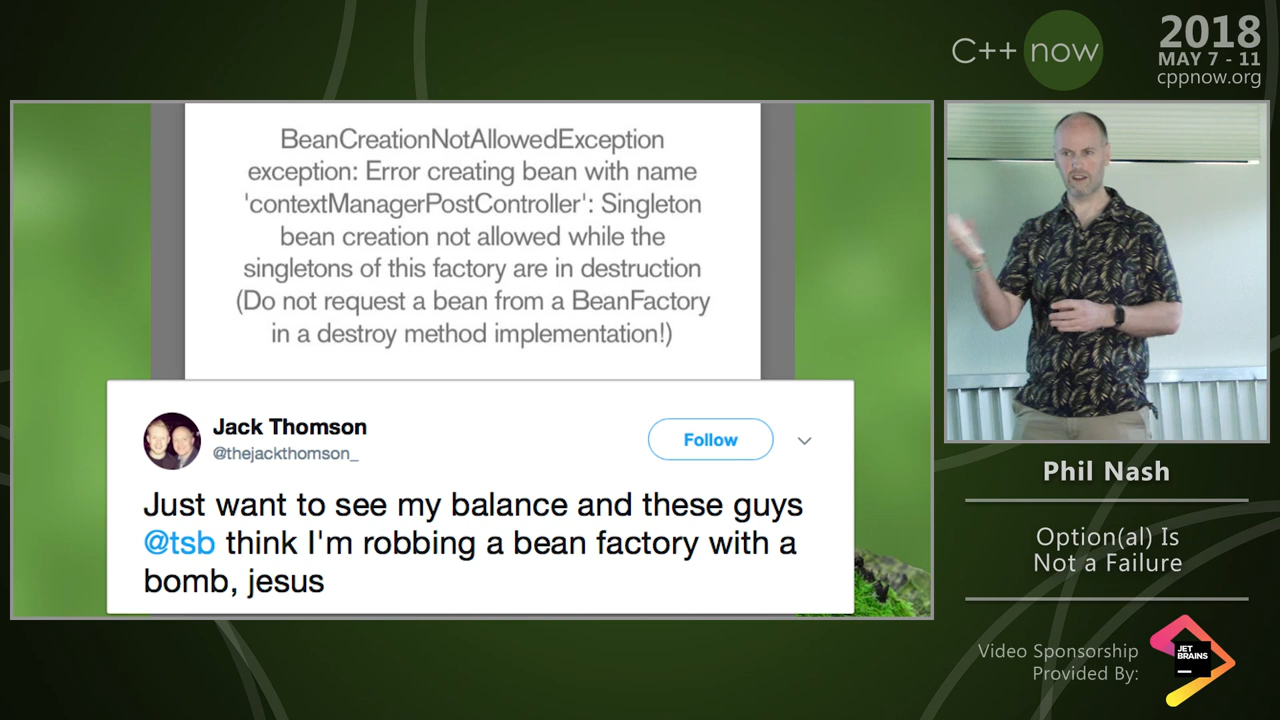 C++ now
2018
MAY 7 - 11
cppnow.org
BeanCreationNotAllowedException
exception: Error creating bean with name
'contextManagerPostController': Singleton
bean creation not allowed while the
singletons of this factory are in destruction
(Do not request a bean from a BeanFactory
in a destroy method implementation!)
Jack Thomson
@thejackthomson_
Follow
Just want to see my balance and these guys
@tsb think I'm robbing a bean factory with a
bomb, jesus
Phil Nash
Option(al) Is
Not a Failure
Video Sponsorship
Provided By:
JET
BRAINS